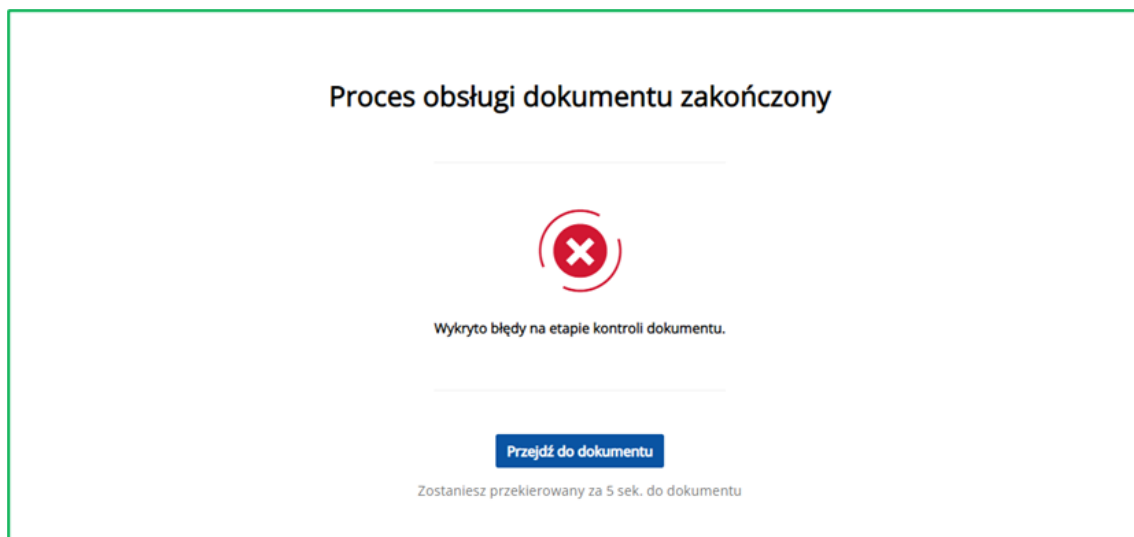 Proces obsługi dokumentu zakończony
Wykryto błędy na etapie kontroli dokumentu.
Przejdź do dokumentu
Zostaniesz przekierowany za 5 sek. do dokumentu